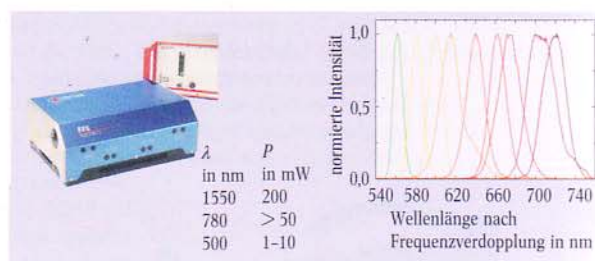 λ P
in nm in mW
1550 200
780 > 50
500 1–10
normierte Intensität
1,0
0,5
0,0
540 580 620 660 700 740
Wellenlänge nach
Frequenzverdopplung in nm